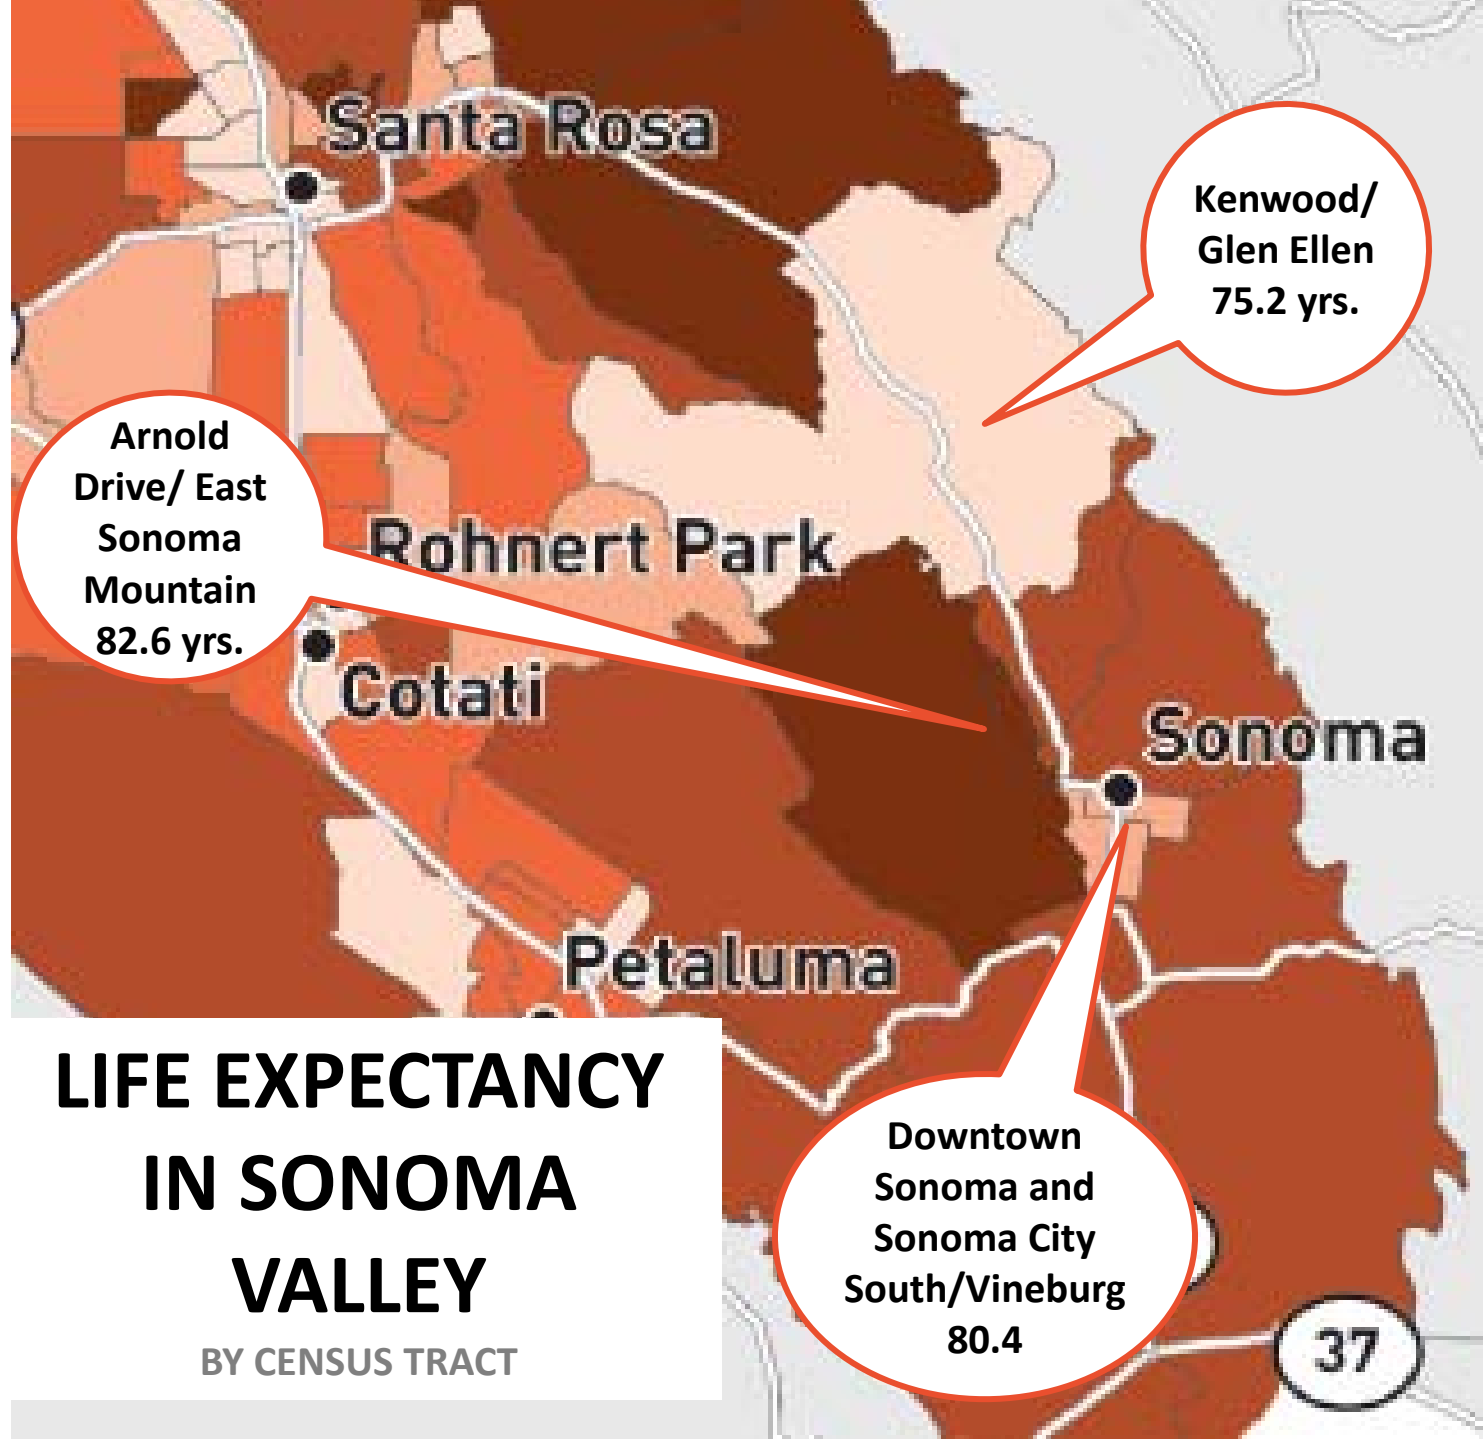 Santa Rosa
Kenwood/
Glen Ellen
75.2 yrs.
Arnold
Drive/ East
Sonoma
Mountain
82.6 yrs.
Rohnert Park
Cotati
Sonoma
Petaluma
LIFE EXPECTANCY
IN SONOMA
VALLEY
BY CENSUS TRACT
Downtown
Sonoma and
Sonoma City
South/Vineburg
80.4
37